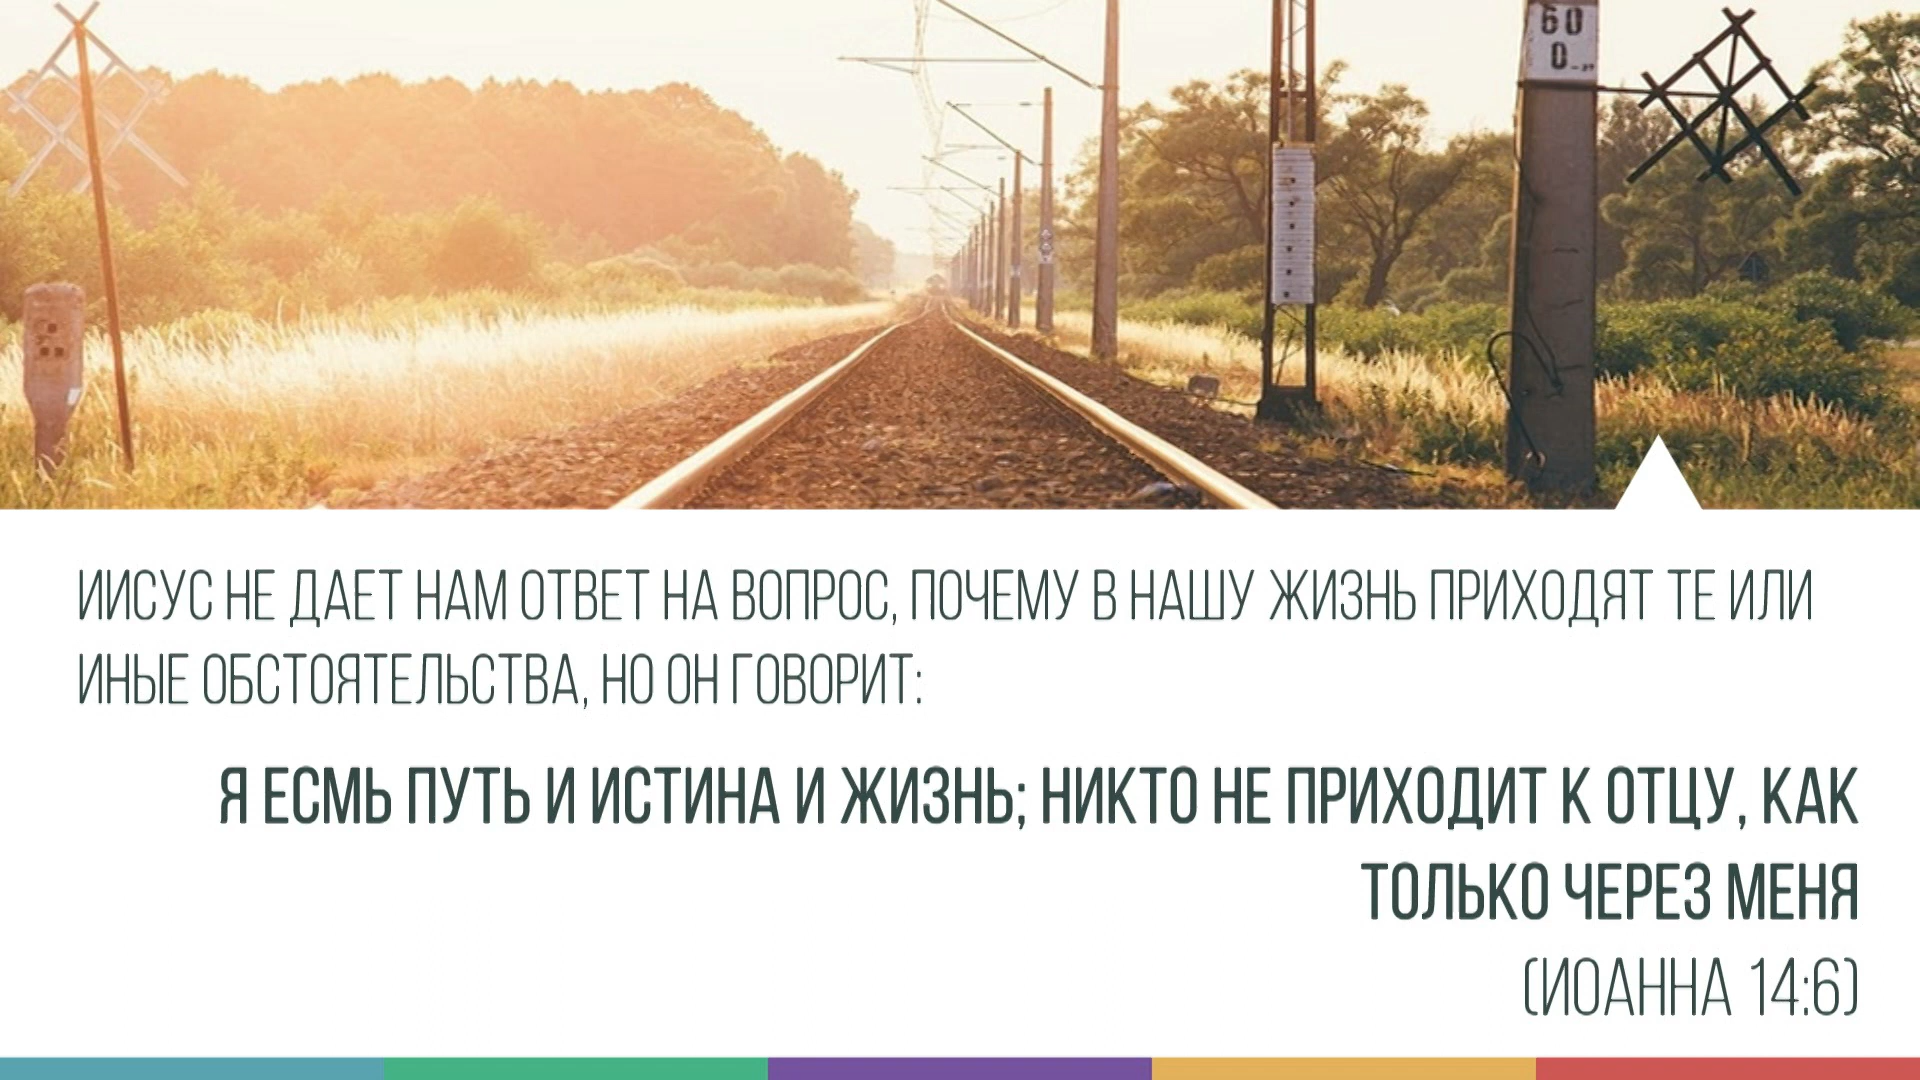 60
0
ИИСУС НЕ ДАЕТ НАМ ОТВЕТ НА ВОПРОС, ПОЧЕМУ В НАШУ ЖИЗНЬ ПРИХОДЯТ ТЕ ИЛИ
ИНЫЕ ОБСТОЯТЕЛЬСТВА, НО ОН ГОВОРИТ:
Я ЕСМЬ ПУТЬ И ИСТИНА И ЖИЗНЬ; НИКТО НЕ ПРИХОДИТ К ОТЦУ, КАК
ТОЛЬКО ЧЕРЕЗ МЕНЯ
(ИОАННА 14:6)